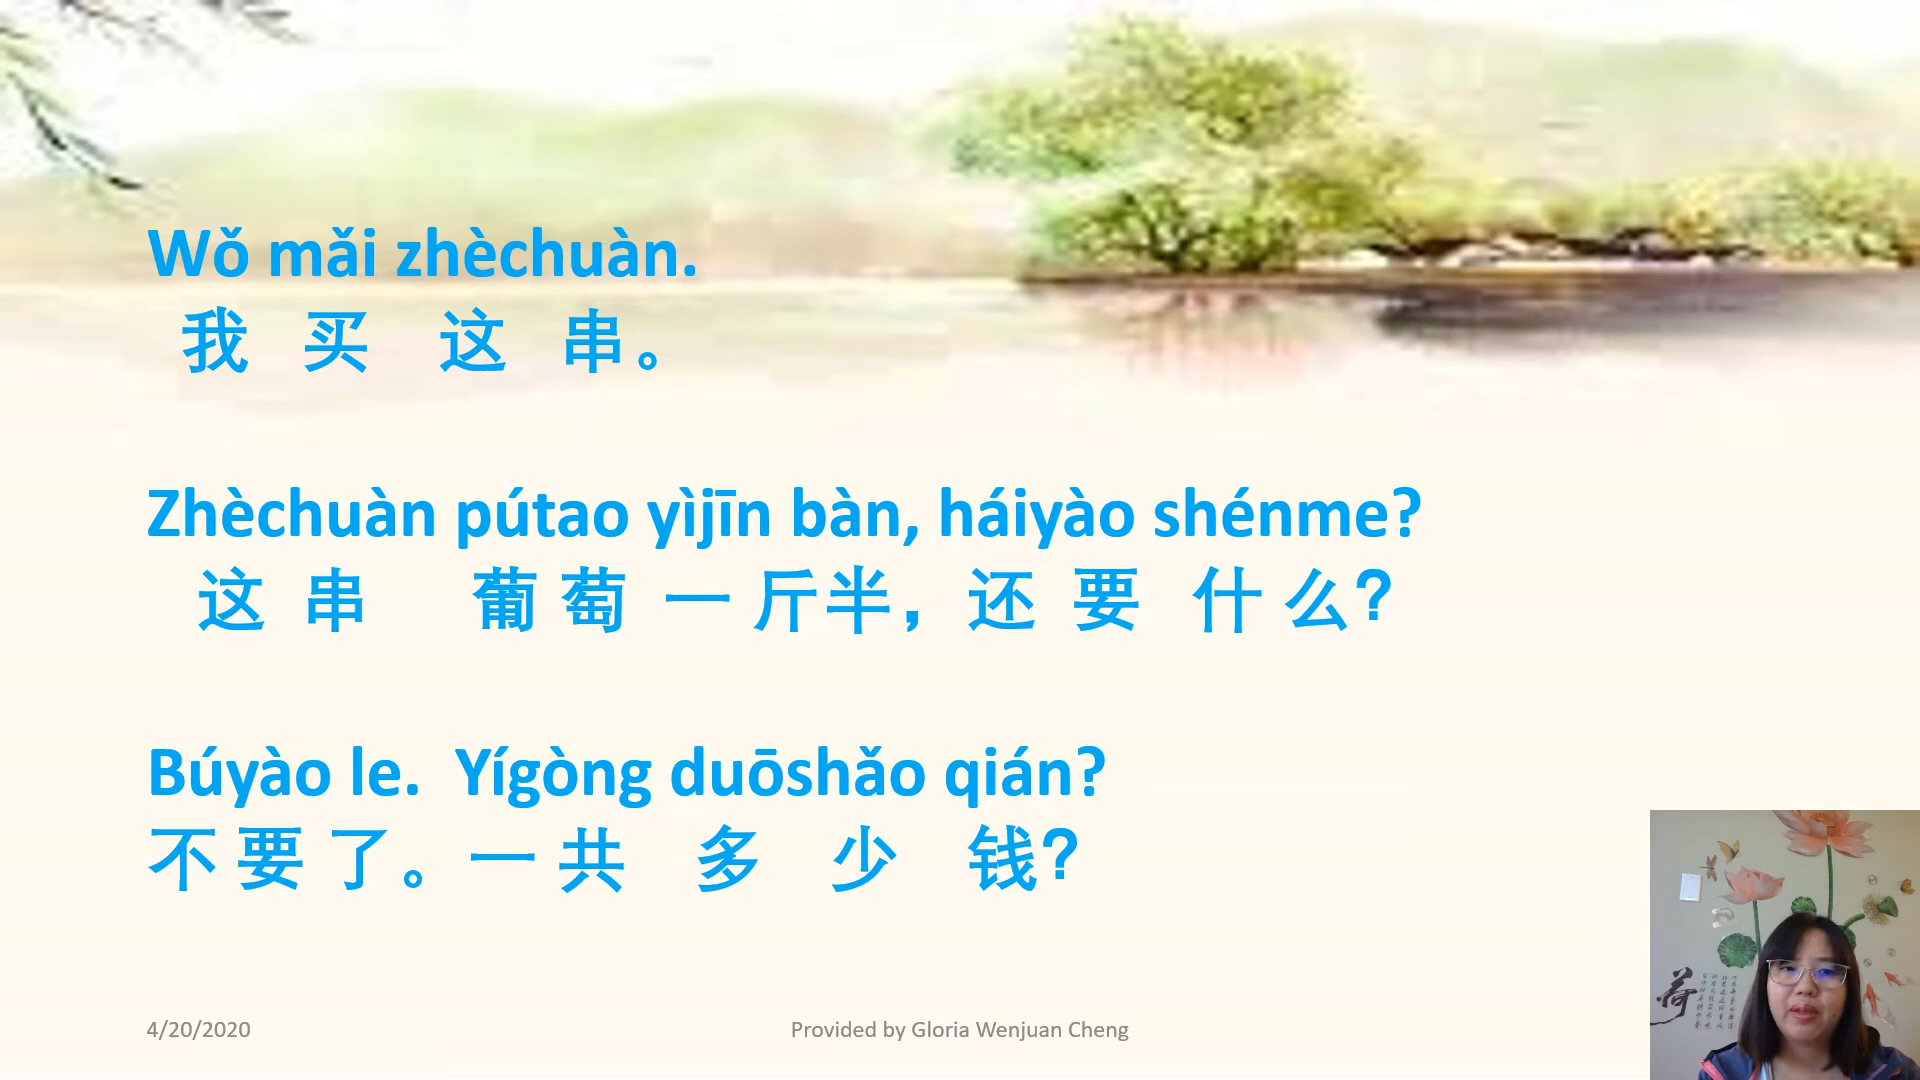 Wǒ mǎi zhèchuàn.
我 买 这 串。
Zhèchuàn pútao yìjīn bàn, háiyào shénme?
这 串 葡 萄 一 斤 半，还 要 什 么？
Búyào le. Yígòng duōshǎo qián?
不 要 了。一 共 多 少 钱？
4/20/2020
Provided by Gloria Wenjuan Cheng
荷